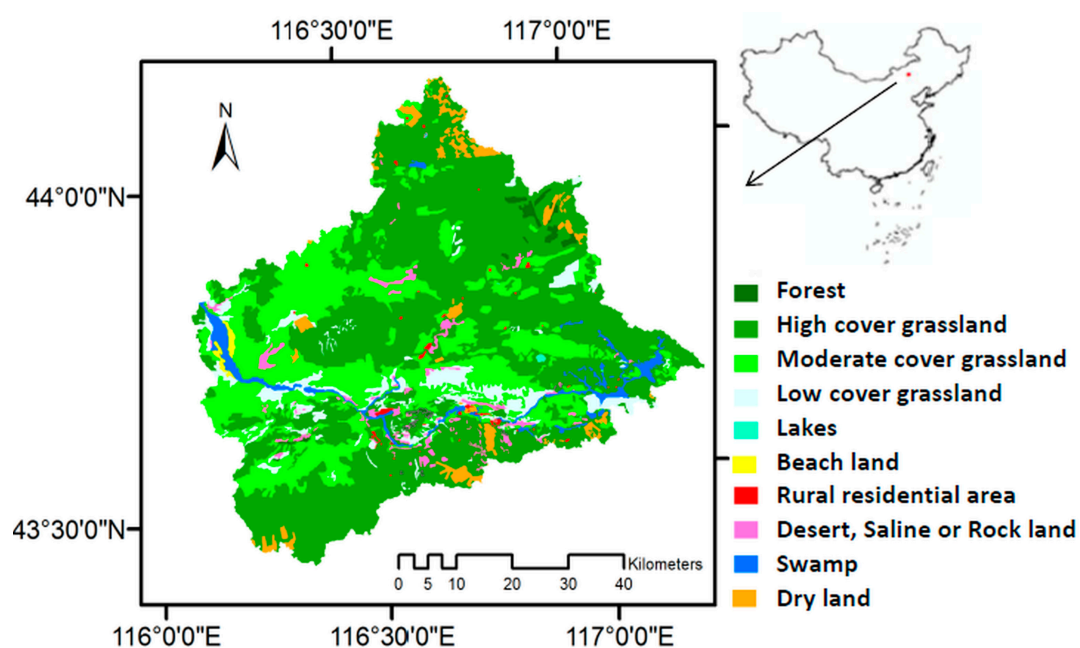 116°30'0"E 117°0'0"E
N
44°0'0"N
43°30'0"N
Kilometers
0 5 10 20 30 40
116°0'0"E 116°30'0"E 117°0'0"E
Forest
High cover grassland
Moderate cover grassland
Low cover grassland
Lakes
Beach land
Rural residential area
Desert, Saline or Rock land
Swamp
Dry land